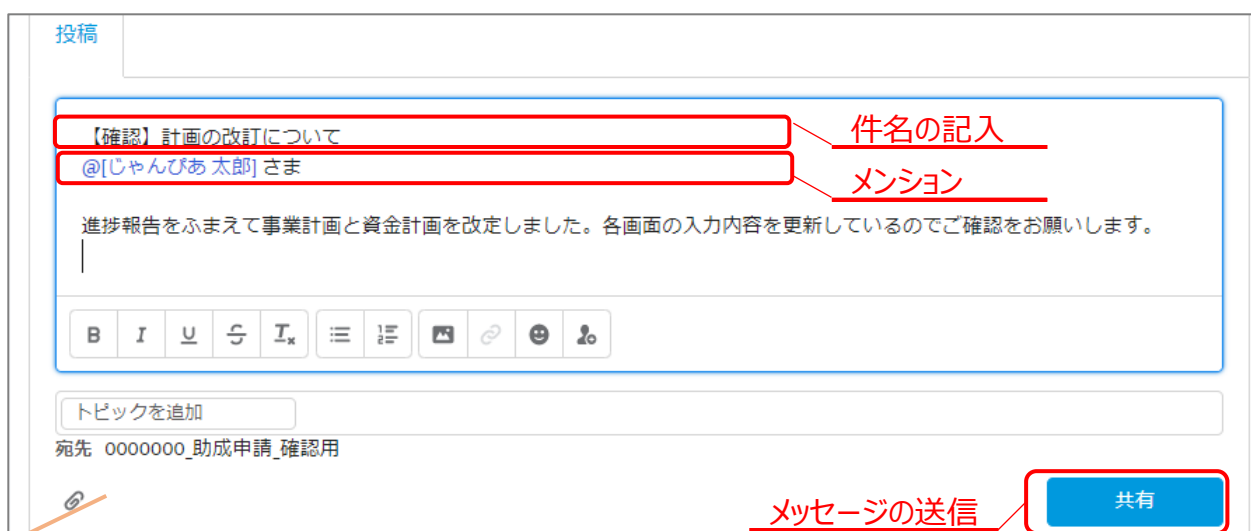 投稿
【確認】計画の改訂について
件名の記入
@[じゃんぴあ 太郎] さま
メンション
進捗報告をふまえて事業計画と資金計画を改定しました。各画面の入力内容を更新しているのでご確認をお願いします。
B I U S Tx
トピックを追加
宛先 0000000_助成申請_確認用
メッセージの送信
共有